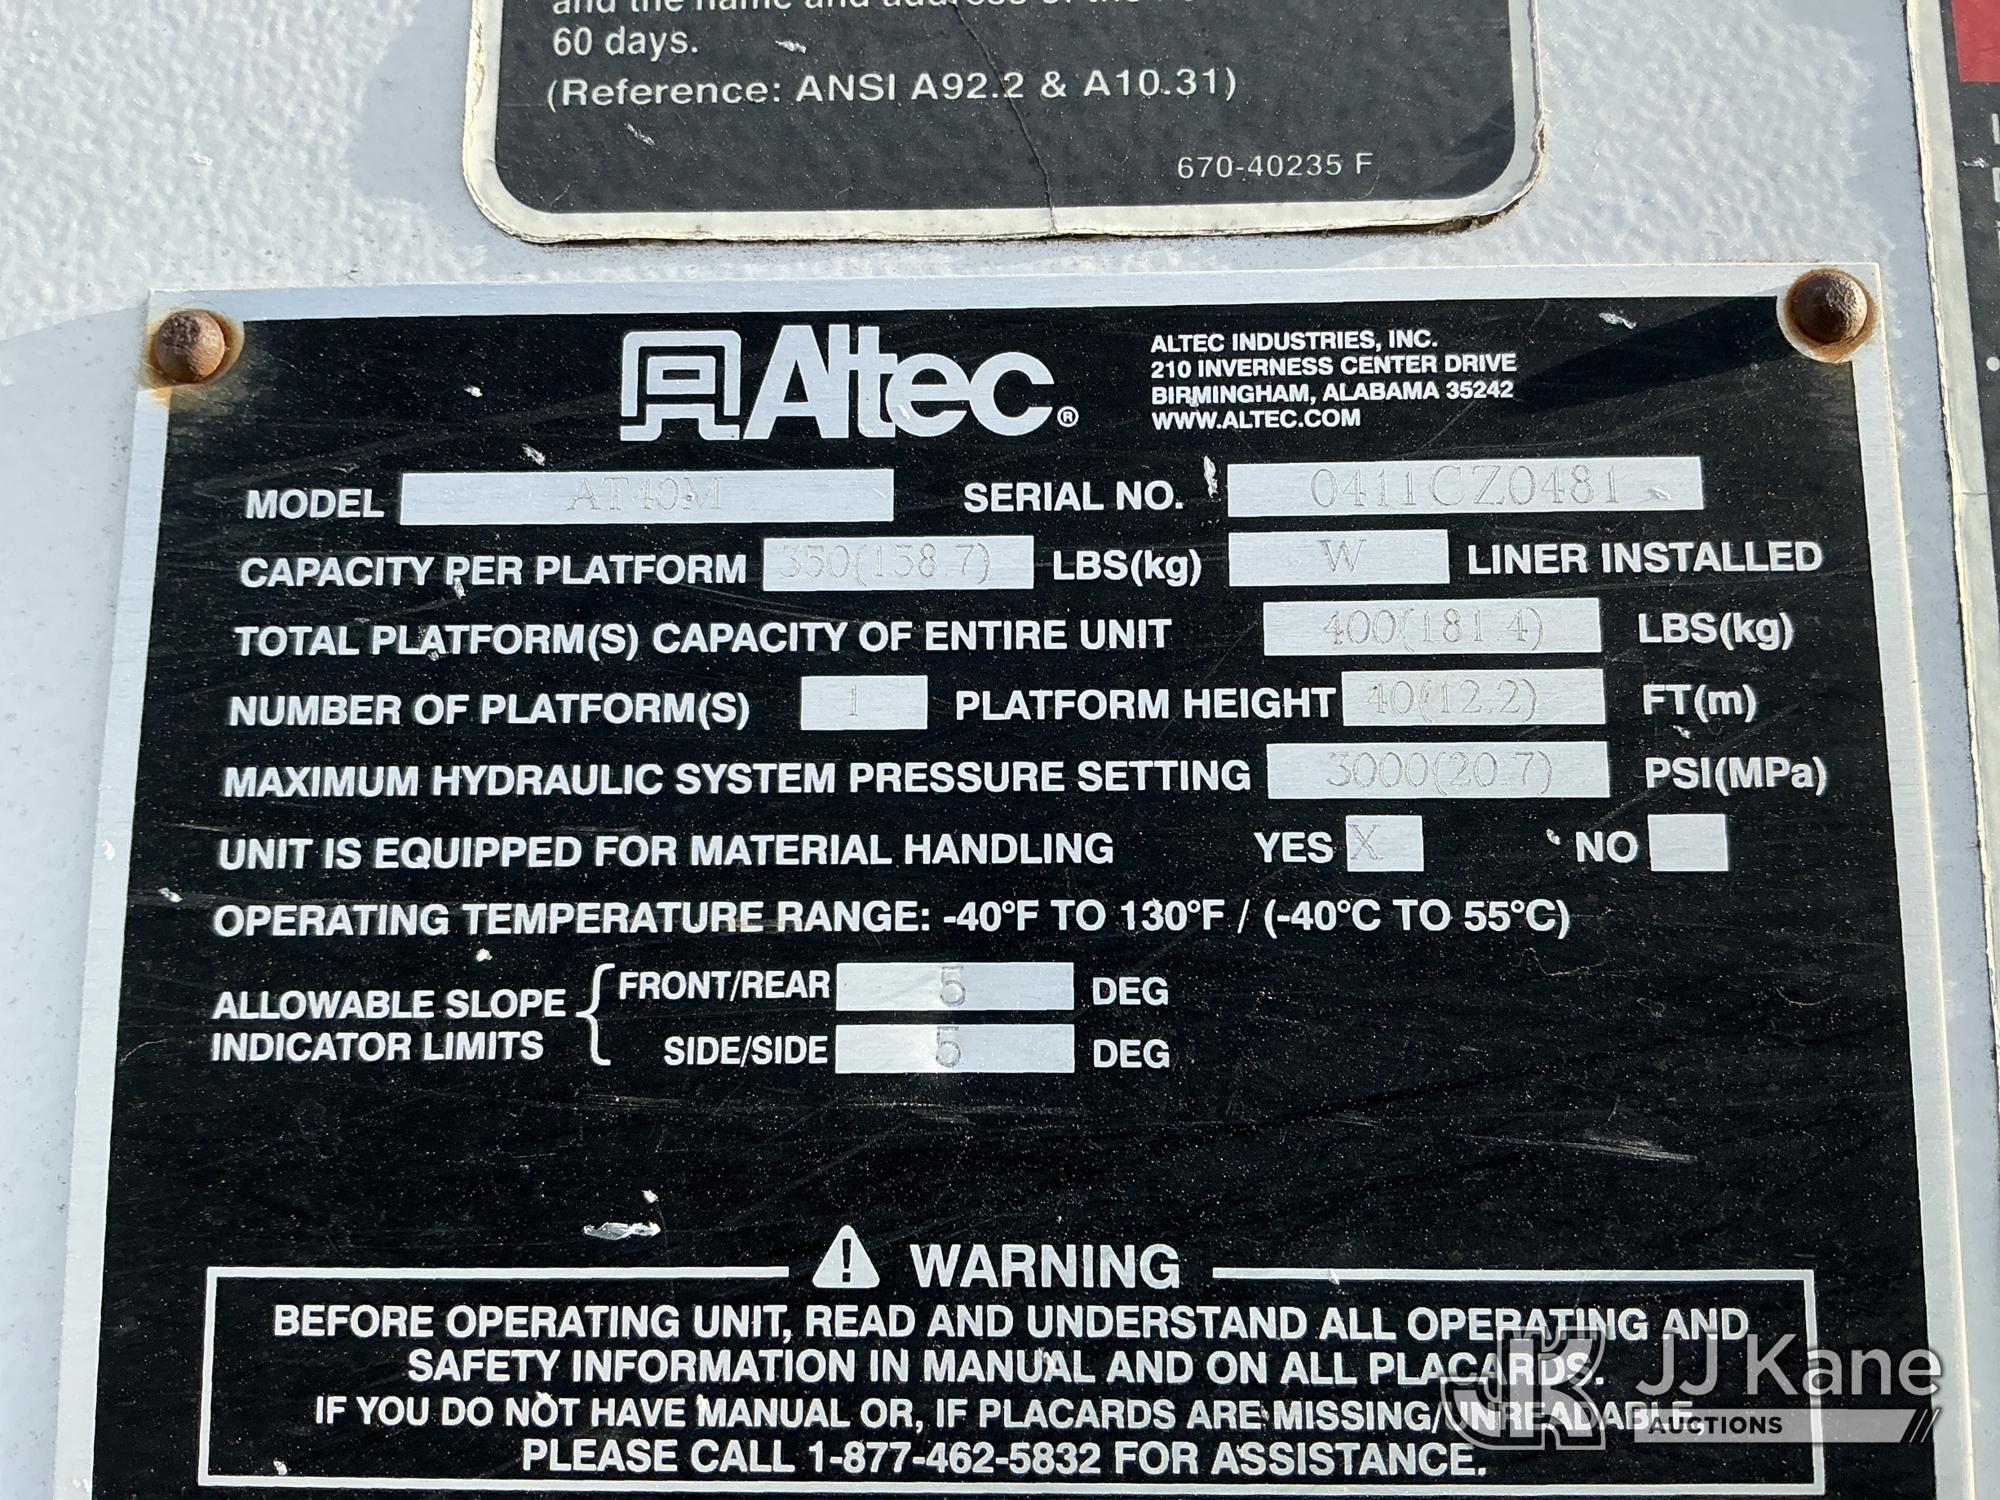 60 days.
(Reference: ANSI A92.2 & A10.31)
670-40235 F
Altec®
ALTEC INDUSTRIES, INC.
210 INVERNESS CENTER DRIVE
BIRMINGHAM, ALABAMA 35242
WWW.ALTEC.COM
MODEL AT40M SERIAL NO. 0411CZ0481
CAPACITY PER PLATFORM 350(158.7) LBS(kg) W LINER INSTALLED
TOTAL PLATFORM(S) CAPACITY OF ENTIRE UNIT 400(181.4) LBS(kg)
NUMBER OF PLATFORM(S) 1 PLATFORM HEIGHT 40(12.2) FT(m)
MAXIMUM HYDRAULIC SYSTEM PRESSURE SETTING 3000(20.7) PSI(MPa)
UNIT IS EQUIPPED FOR MATERIAL HANDLING YES X NO
OPERATING TEMPERATURE RANGE: -40°F TO 130°F / (-40°C TO 55°C)
ALLOWABLE SLOPE INDICATOR LIMITS
FRONT/REAR 5 DEG
SIDE/SIDE 5 DEG
WARNING
BEFORE OPERATING UNIT, READ AND UNDERSTAND ALL OPERATING AND
SAFETY INFORMATION IN MANUAL AND ON ALL PLACARDS.
IF YOU DO NOT HAVE MANUAL OR, IF PLACARDS ARE MISSING/UNREADABLE,
PLEASE CALL 1-877-462-5832 FOR ASSISTANCE.
JK JJ Kane
AUCTIONS